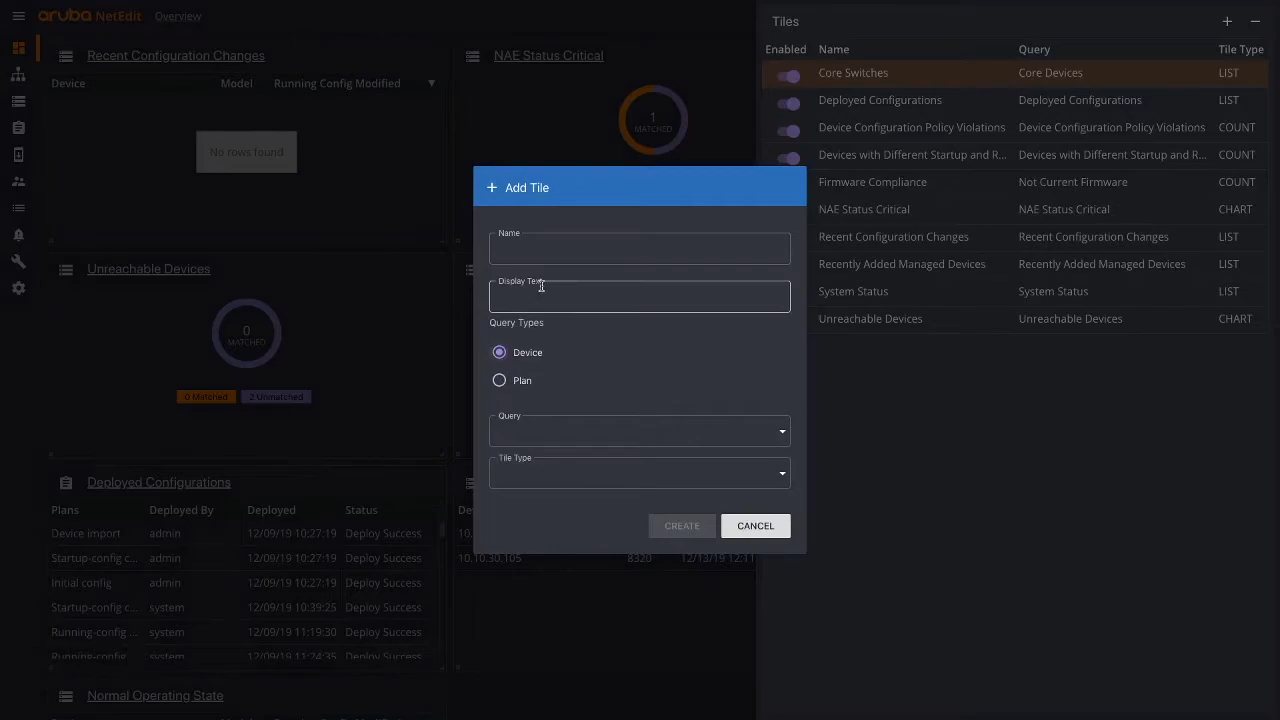 aruba NetEdit Overview
Recent Configuration Changes
Device Model Running Config Modified
No rows found
NAE Status Critical
1
MATCHED
Unreachable Devices
0
MATCHED
0 Matched 2 Unmatched
Deployed Configurations
Plans Deployed By Deployed Status
Device import admin 12/09/19 10:27:19 Deploy Success
Startup-config c... admin 12/09/19 10:27:19 Deploy Success
Initial config admin 12/09/19 10:27:19 Deploy Success
Startup-config c... system 12/09/19 10:39:25 Deploy Success
Running-config ... system 12/09/19 11:19:30 Deploy Success
Running-config ... system 12/09/19 11:24:35 Deploy Success
10.10.30.105 8320 12/13/19 12:11
Normal Operating State
+ Add Tile
Name
Display Text
Query Types
Device
Plan
Query
Tile Type
CREATE CANCEL
Tiles
Enabled Name Query Tile Type
Core Switches Core Devices LIST
Deployed Configurations Deployed Configurations LIST
Device Configuration Policy Violations Device Configuration Policy Violations COUNT
Devices with Different Startup and R... Devices with Different Startup and R... COUNT
Firmware Compliance Not Current Firmware COUNT
NAE Status Critical NAE Status Critical CHART
Recent Configuration Changes Recent Configuration Changes LIST
Recently Added Managed Devices Recently Added Managed Devices LIST
System Status System Status LIST
Unreachable Devices Unreachable Devices CHART